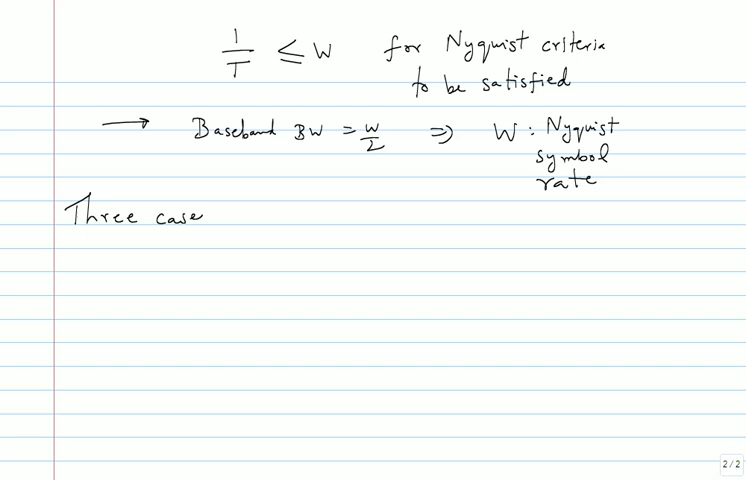 1/T ≤ W for Nyquist criteria
to be satisfied
→ Baseband BW = W/2 ⇒ W : Nyquist
symbol
rate
Three case
2/2